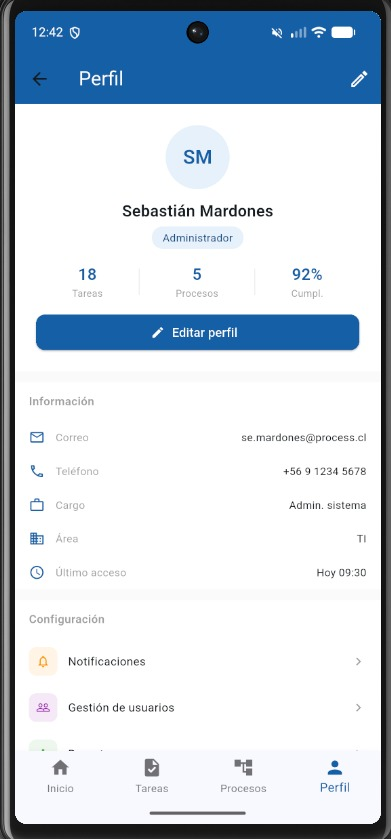 12:42
Perfil
SM
Sebastián Mardones
Administrador
18 5 92%
Tareas Procesos Cumpl.
Editar perfil
Información
Correo se.mardones@process.cl
Teléfono +56 9 1234 5678
Cargo Admin. sistema
Área TI
Último acceso Hoy 09:30
Configuración
Notificaciones
Gestión de usuarios
Inicio Tareas Procesos Perfil